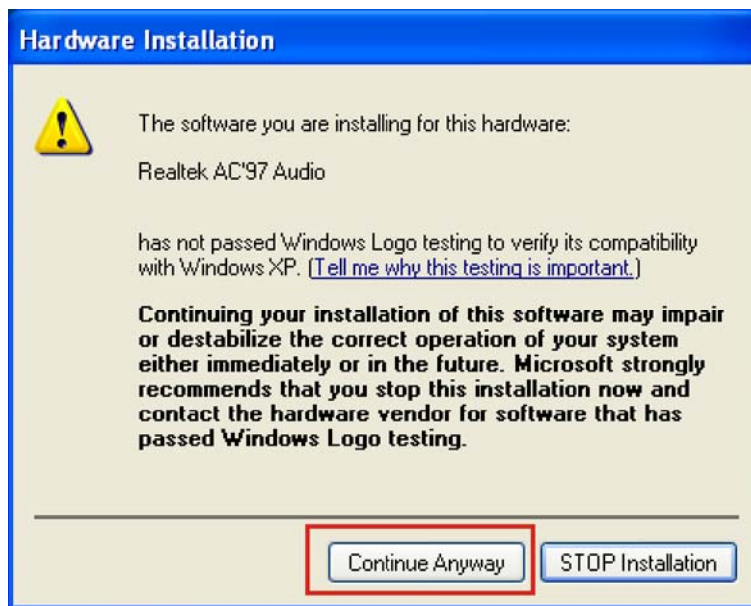 Hardware Installation
The software you are installing for this hardware:
Realtek AC'97 Audio
has not passed Windows Logo testing to verify its compatibility
with Windows XP. (Tell me why this testing is important.)
Continuing your installation of this software may impair
or destabilize the correct operation of your system
either immediately or in the future. Microsoft strongly
recommends that you stop this installation now and
contact the hardware vendor for software that has
passed Windows Logo testing.
Continue Anyway
STOP Installation